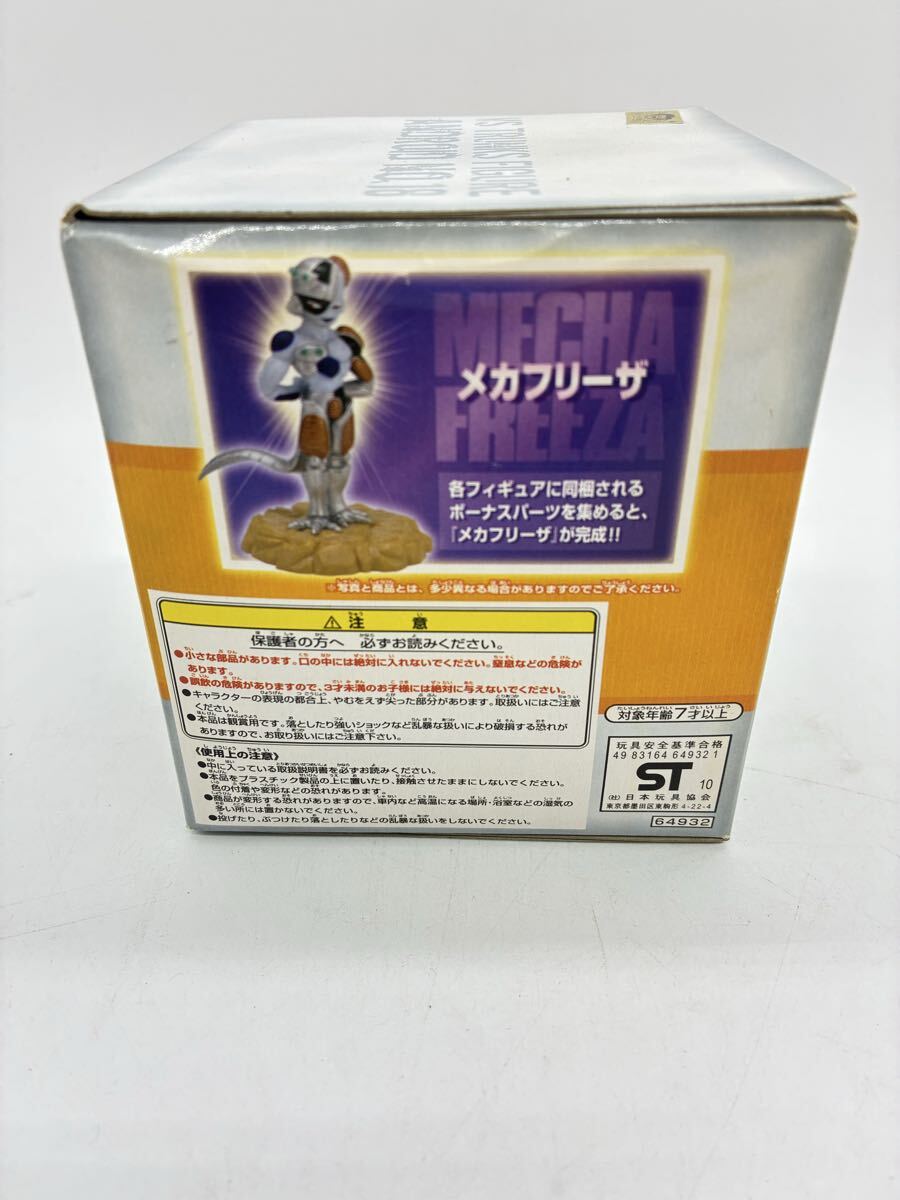 VS TRUNKS FIGURE
ANDROID NO.18
MECHA
FREEZA
メカフリーザ
各フィギュアに同梱される
ボーナスパーツを集めると、
『メカフリーザ』が完成!!
※写真と商品とは、多少異なる場合がありますのでご了承ください。
⚠注意
保護者の方へ 必ずお読みください。
●小さな部品があります。口の中には絶対に入れないでください。窒息などの危険が
あります。
●誤飲の危険がありますので、3才未満のお子様には絶対に与えないでください。
●キャラクターの表現の都合上、やむをえず尖った部分があります。取扱いにはご注意
ください。
●本品は観賞用です。落としたり強いショックなど乱暴な扱いにより破損する恐れが
ありますので、お取り扱いにはご注意下さい。
《使用上の注意》
●中に入っている取扱説明書を必ずお読みください。
●本品をプラスチック製品の上に置いたり、接触させたままにしないでください。
色の付着や変形などの恐れがあります。
●商品が変形する恐れがありますので、車内など高温になる場所・浴室などの湿気の
多い所には置かないでください。
●投げたり、ぶつけたり落としたりなどの乱暴な扱いをしないでください。
対象年齢7才以上
玩具安全基準合格
49 83164 64932 1
ST 10
(社)日本玩具協会
東京都墨田区東駒形4-22-4
64932